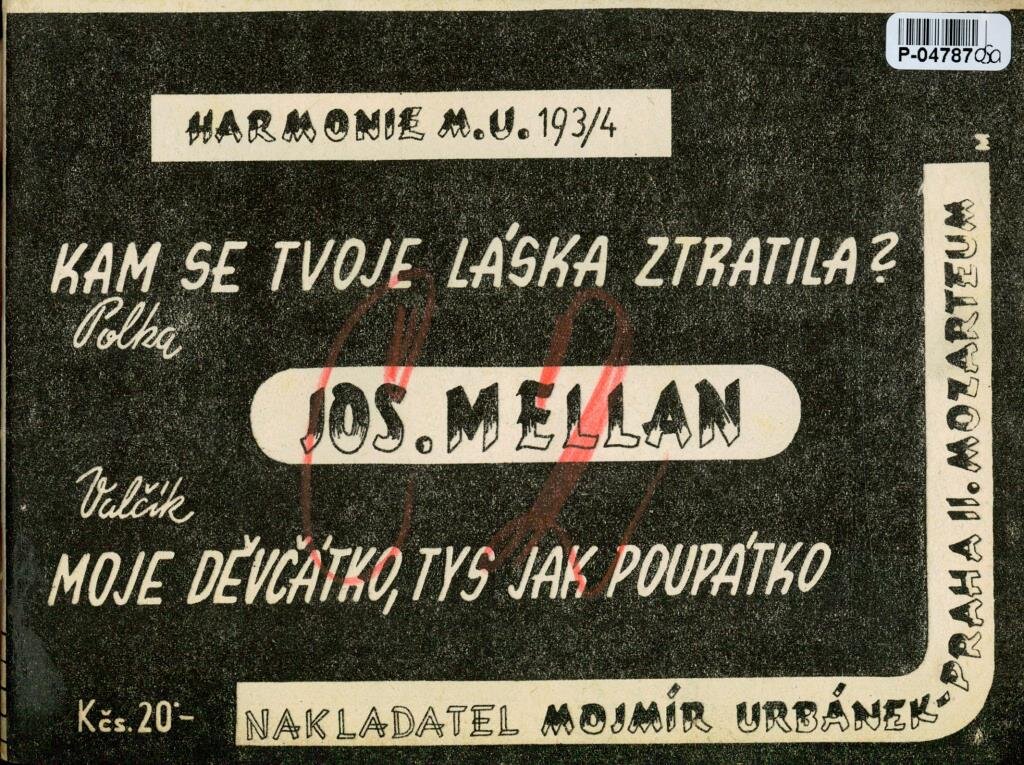 P-04787
HARMONIE M.U. 193/4
KAM SE TVOJE LÁSKA ZTRATILA?
Polka
JOS. MELLAN
Valčík
MOJE DĚVČÁTKO, TYS JAK POUPÁTKO
Kčs. 20·-
NAKLADATEL MOJMÍR URBÁNEK-PRAHA II. MOZARTEUM
M